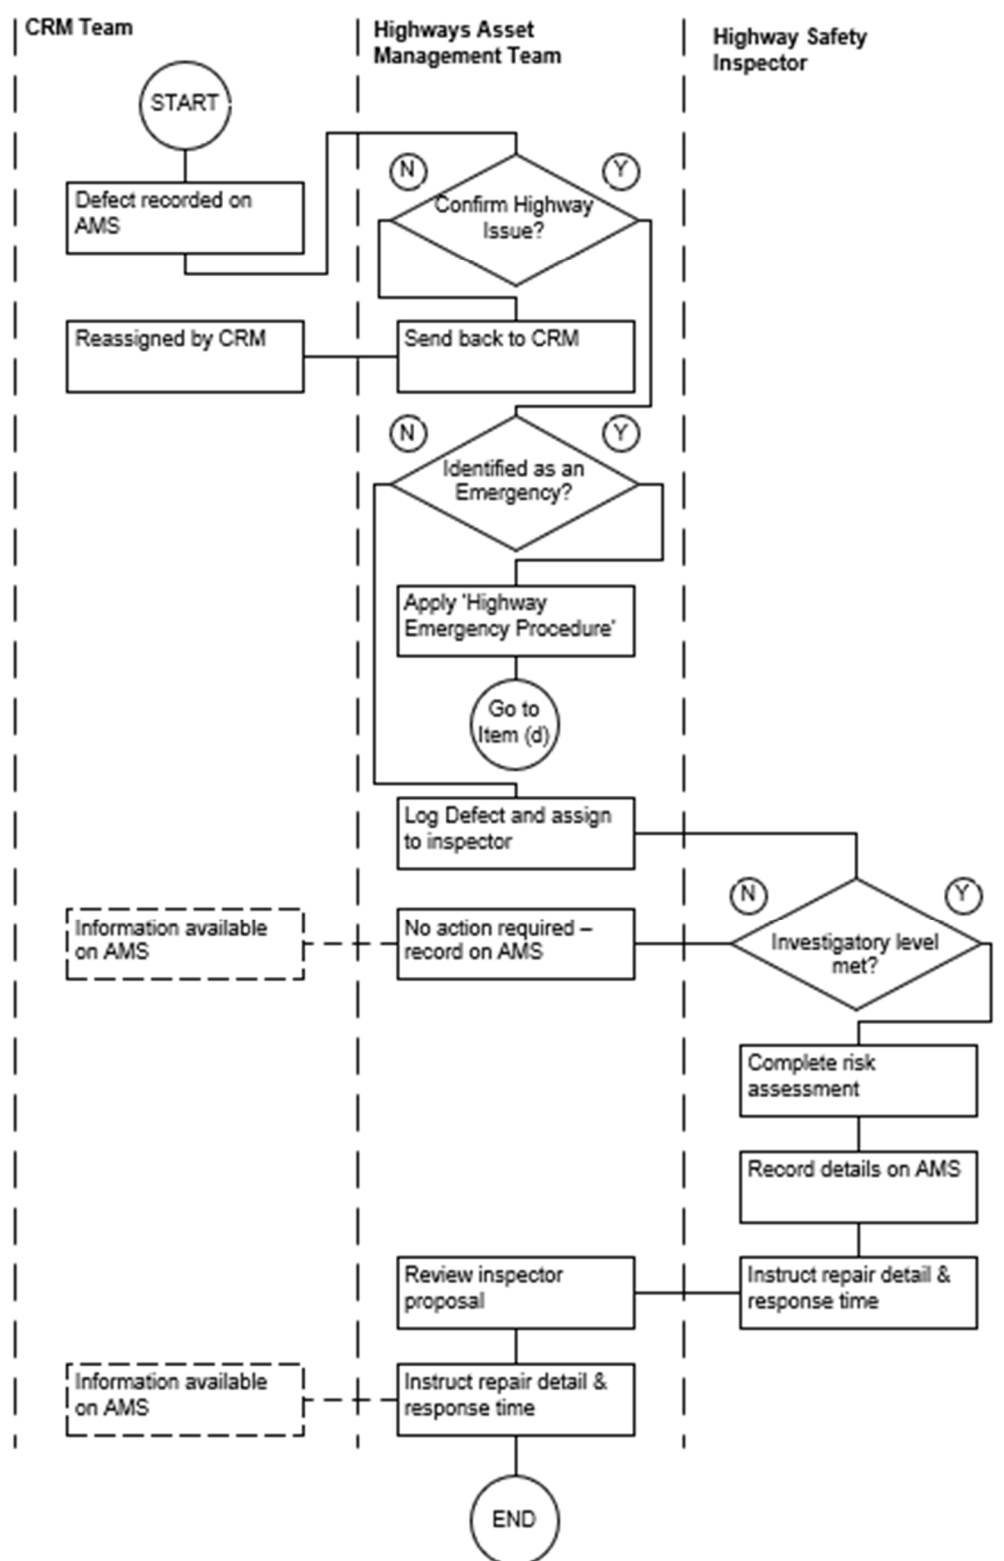 CRM Team
Highways Asset
Management Team
Highway Safety
Inspector
START
Defect recorded on
AMS
N
Y
Confirm Highway
Issue?
Reassigned by CRM
Send back to CRM
N
Y
Identified as an
Emergency?
Apply 'Highway
Emergency Procedure'
Go to
Item (d)
Log Defect and assign
to inspector
N
Y
Investigatory level
met?
Information available
on AMS
No action required –
record on AMS
Complete risk
assessment
Record details on AMS
Review inspector
proposal
Instruct repair detail &
response time
Information available
on AMS
Instruct repair detail &
response time
END